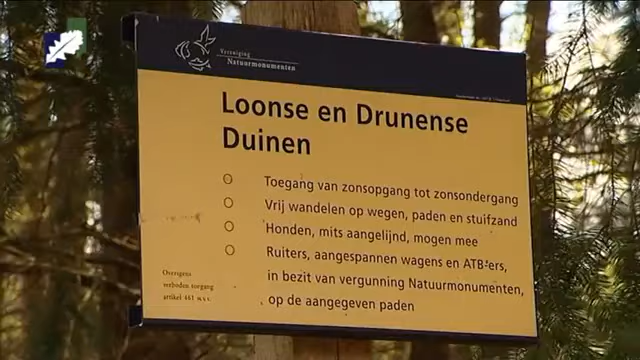 Vereniging
Natuurmonumenten
Loonse en Drunense
Duinen
Toegang van zonsopgang tot zonsondergang
Vrij wandelen op wegen, paden en stuifzand
Honden, mits aangelijnd, mogen mee
Ruiters, aangespannen wagens en ATB-ers,
in bezit van vergunning Natuurmonumenten,
op de aangegeven paden
Overigens
verboden toegang
artikel 461 w.v.s.